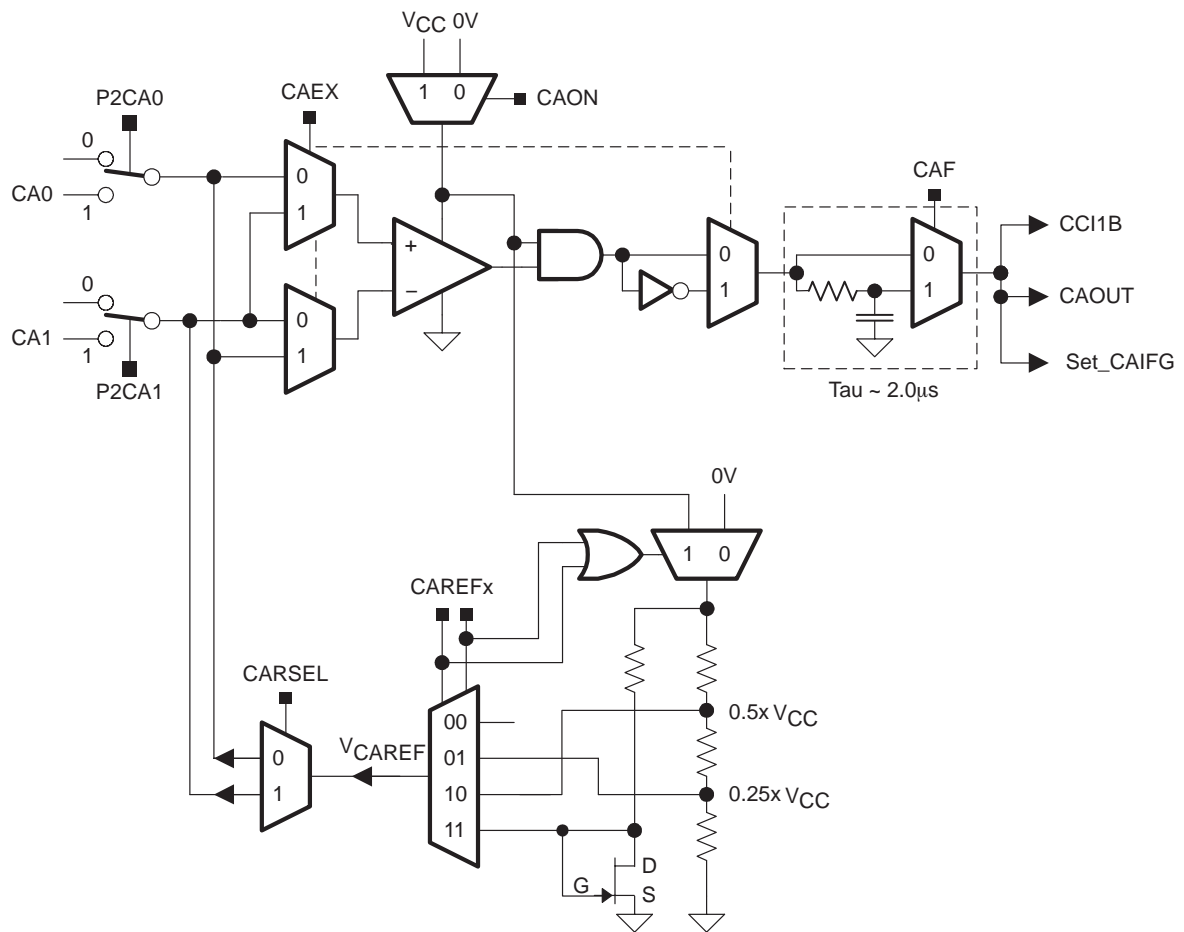 VCC 0V
1 0
CAON
P2CA0
CAEX
0
CA0
1
0
1
+
−
0
CA1
1
P2CA1
0
1
0
1
CAF
0
1
CCI1B
CAOUT
Set_CAIFG
Tau ~ 2.0μs
0V
1 0
CAREFx
CARSEL
0
1
VCAREF
00
01
10
11
0.5x VCC
0.25x VCC
D
G
S